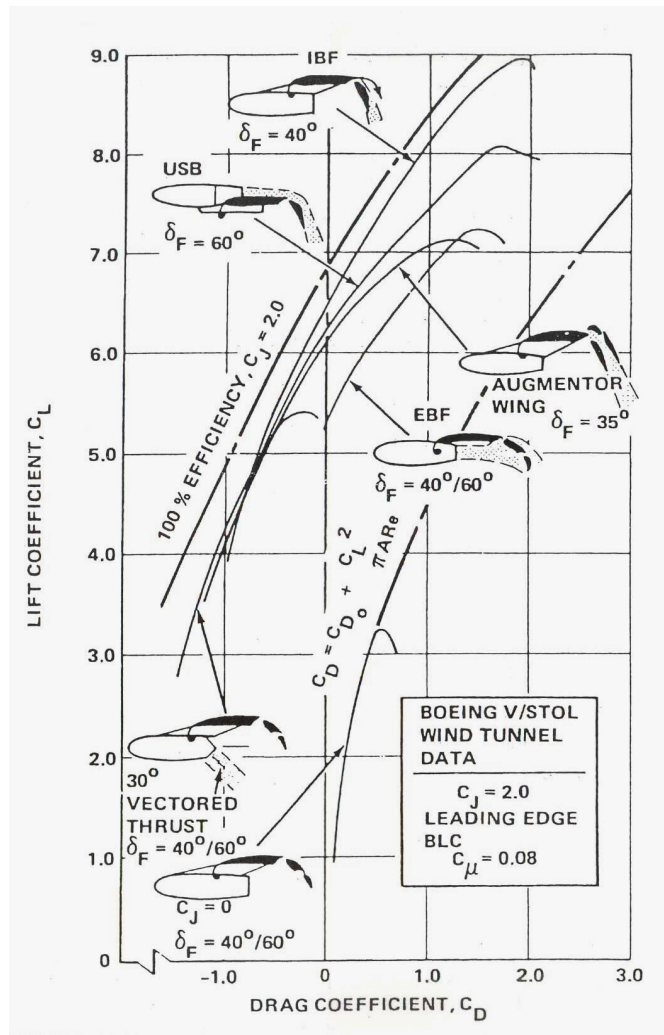 9.0
IBF
δF = 40°
8.0
USB
δF = 60°
7.0
100 % EFFICIENCY, CJ = 2.0
6.0
AUGMENTOR
WING
δF = 35°
EBF
5.0
δF = 40°/60°
LIFT COEFFICIENT, CL
4.0
CD = CDo + CL²
πARe
3.0
BOEING V/STOL
WIND TUNNEL
DATA
CJ = 2.0
LEADING EDGE
BLC
Cμ = 0.08
30°
2.0
VECTORED
THRUST
δF = 40°/60°
1.0
CJ = 0
δF = 40°/60°
0
-1.0
0
1.0
2.0
3.0
DRAG COEFFICIENT, CD